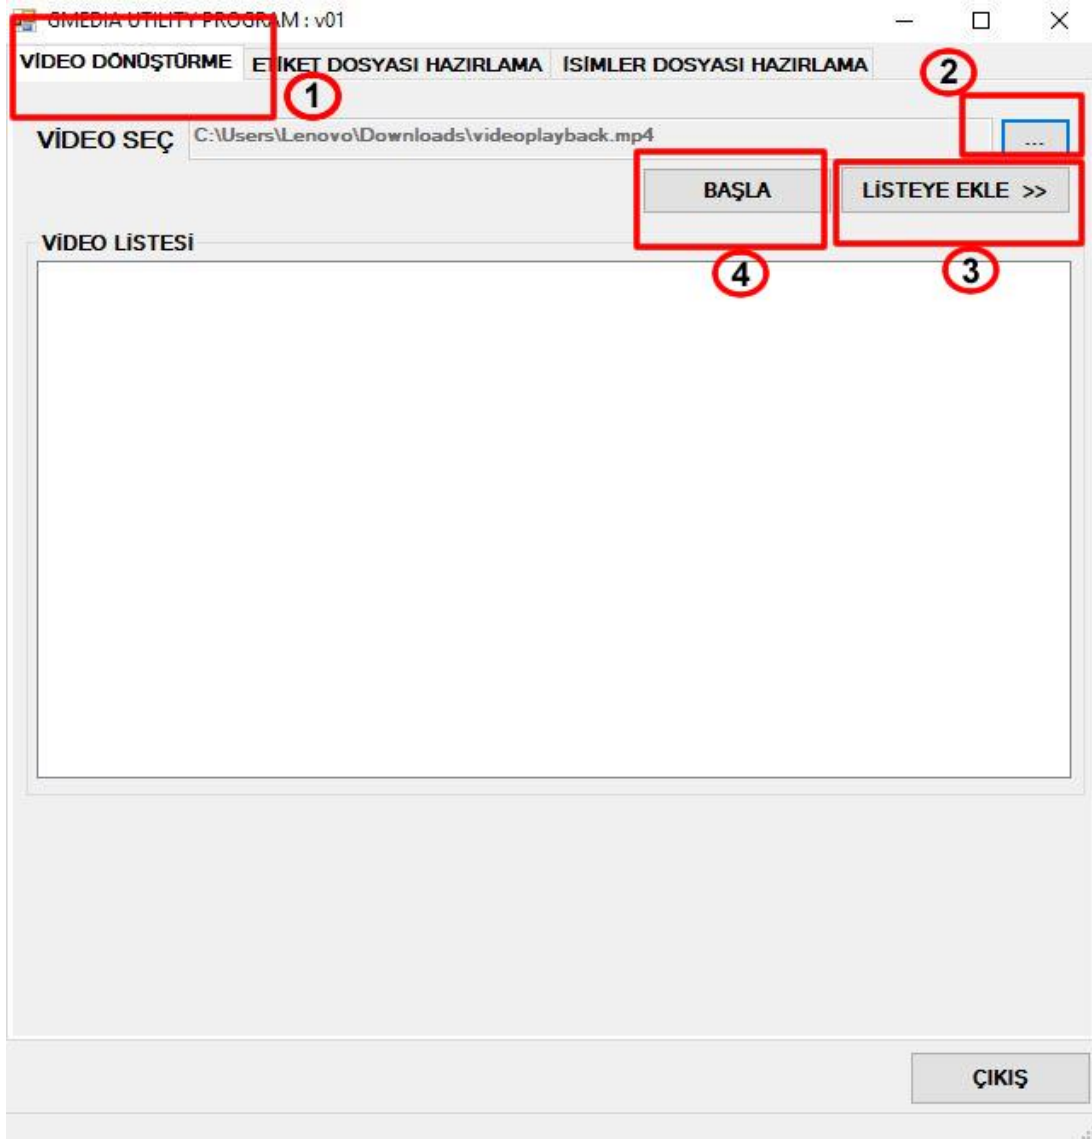 GMEDIA UTILITY PROGRAM : v01
VİDEO DÖNÜŞTÜRME ETİKET DOSYASI HAZIRLAMA İSİMLER DOSYASI HAZIRLAMA
1
2
VİDEO SEÇ C:\Users\Lenovo\Downloads\videoplayback.mp4 ...
BAŞLA LİSTEYE EKLE >>
VİDEO LİSTESİ
4 3
ÇIKIŞ